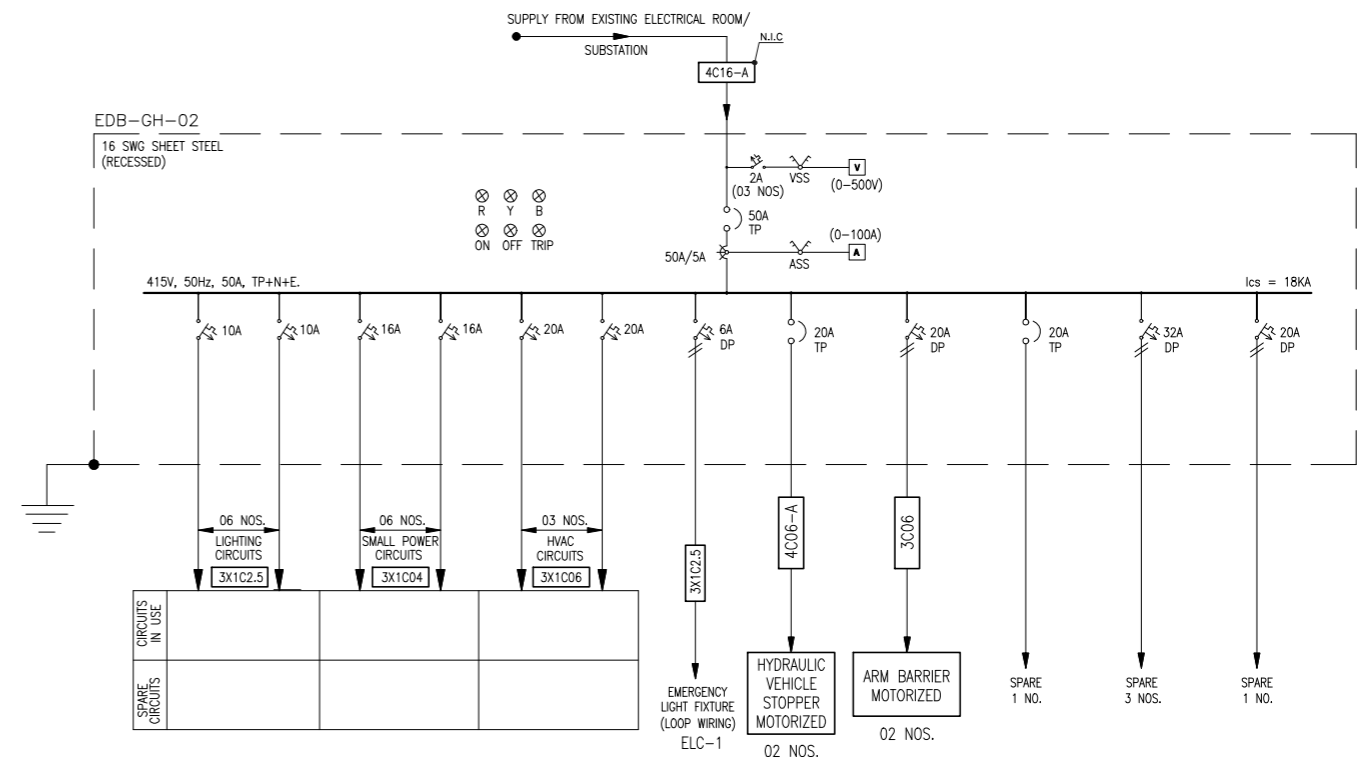 SUPPLY FROM EXISTING ELECTRICAL ROOM/
SUBSTATION
N.I.C
4C16-A
EDB-GH-02
16 SWG SHEET STEEL
(RECESSED)
2A
(03 NOS)
VSS
V
(0-500V)
R Y B
ON OFF TRIP
50A
TP
50A/5A
ASS
(0-100A)
A
415V, 50Hz, 50A, TP+N+E.
Ics = 18KA
10A
10A
16A
16A
20A
20A
6A
DP
20A
TP
20A
DP
20A
TP
32A
DP
20A
DP
06 NOS.
LIGHTING
CIRCUITS
3X1C2.5
06 NOS.
SMALL POWER
CIRCUITS
3X1C04
03 NOS.
HVAC
CIRCUITS
3X1C06
3X1C2.5
4C06-A
3C06
CIRCUITS
IN USE
SPARE
CIRCUITS
EMERGENCY
LIGHT FIXTURE
(LOOP WIRING)
ELC-1
HYDRAULIC
VEHICLE
STOPPER
MOTORIZED
02 NOS.
ARM BARRIER
MOTORIZED
02 NOS.
SPARE
1 NO.
SPARE
3 NOS.
SPARE
1 NO.